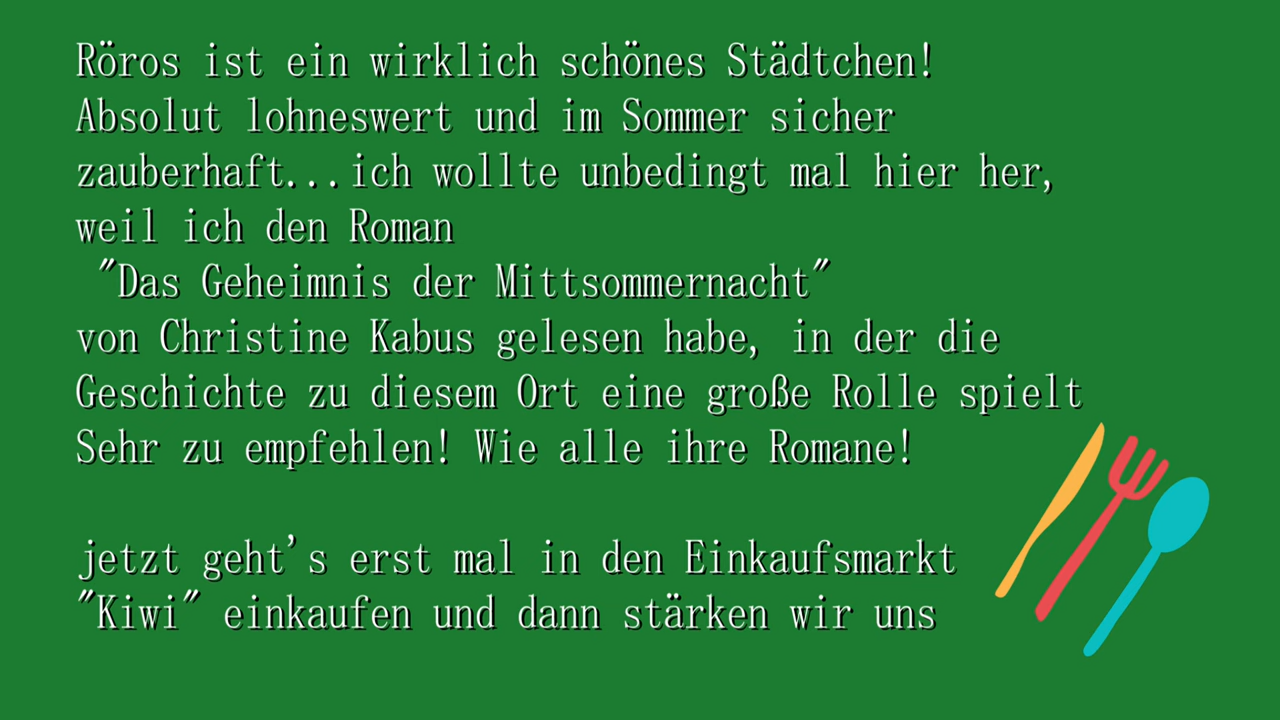 Röros ist ein wirklich schönes Städtchen!
Absolut lohneswert und im Sommer sicher
zauberhaft...ich wollte unbedingt mal hier her,
weil ich den Roman
"Das Geheimnis der Mittsommernacht"
von Christine Kabus gelesen habe, in der die
Geschichte zu diesem Ort eine große Rolle spielt
Sehr zu empfehlen! Wie alle ihre Romane!
jetzt geht's erst mal in den Einkaufsmarkt
"Kiwi" einkaufen und dann stärken wir uns